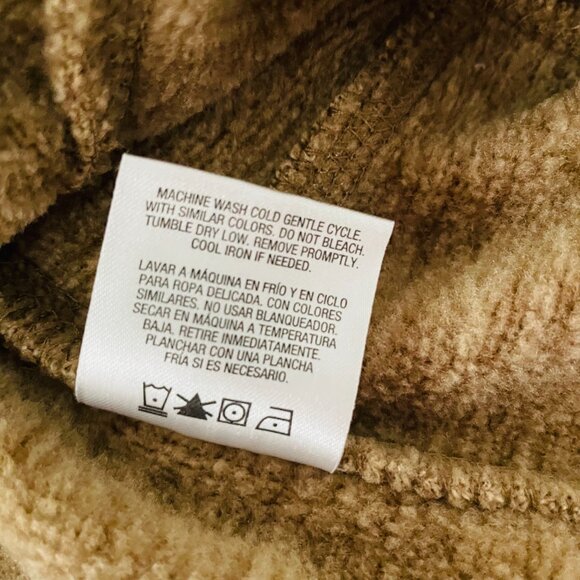 MACHINE WASH COLD GENTLE CYCLE.
WITH SIMILAR COLORS. DO NOT BLEACH.
TUMBLE DRY LOW. REMOVE PROMPTLY.
COOL IRON IF NEEDED.
LAVAR A MÁQUINA EN FRÍO Y EN CICLO
PARA ROPA DELICADA. CON COLORES
SIMILARES. NO USAR BLANQUEADOR.
SECAR EN MÁQUINA A TEMPERATURA
BAJA. RETIRE INMEDIATAMENTE.
PLANCHAR CON UNA PLANCHA
FRÍA SI ES NECESARIO.